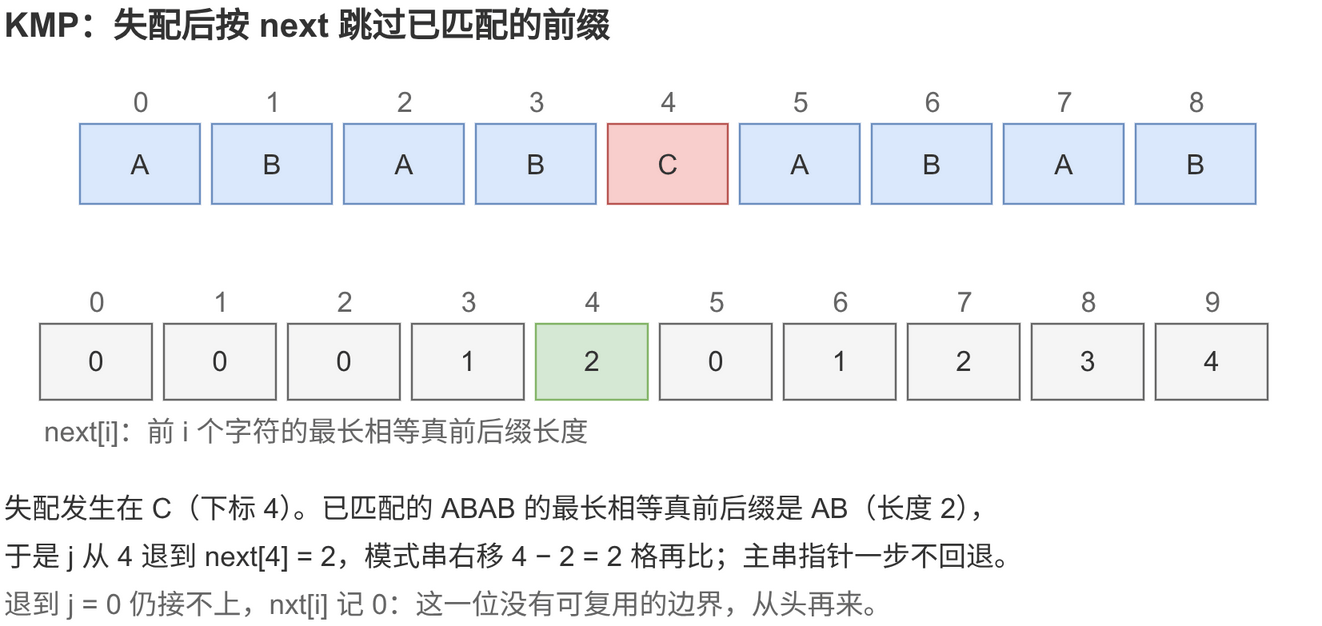 KMP：失配后按 next 跳过已匹配的前缀
0 1 2 3 4 5 6 7 8
A B A B C A B A B
0 1 2 3 4 5 6 7 8 9
0 0 0 1 2 0 1 2 3 4
next[i]：前 i 个字符的最长相等真前后缀长度
失配发生在 C（下标 4）。已匹配的 ABAB 的最长相等真前后缀是 AB（长度 2），
于是 j 从 4 退到 next[4] = 2，模式串右移 4 − 2 = 2 格再比；主串指针一步不回退。
退到 j = 0 仍接不上，nxt[i] 记 0：这一位没有可复用的边界，从头再来。